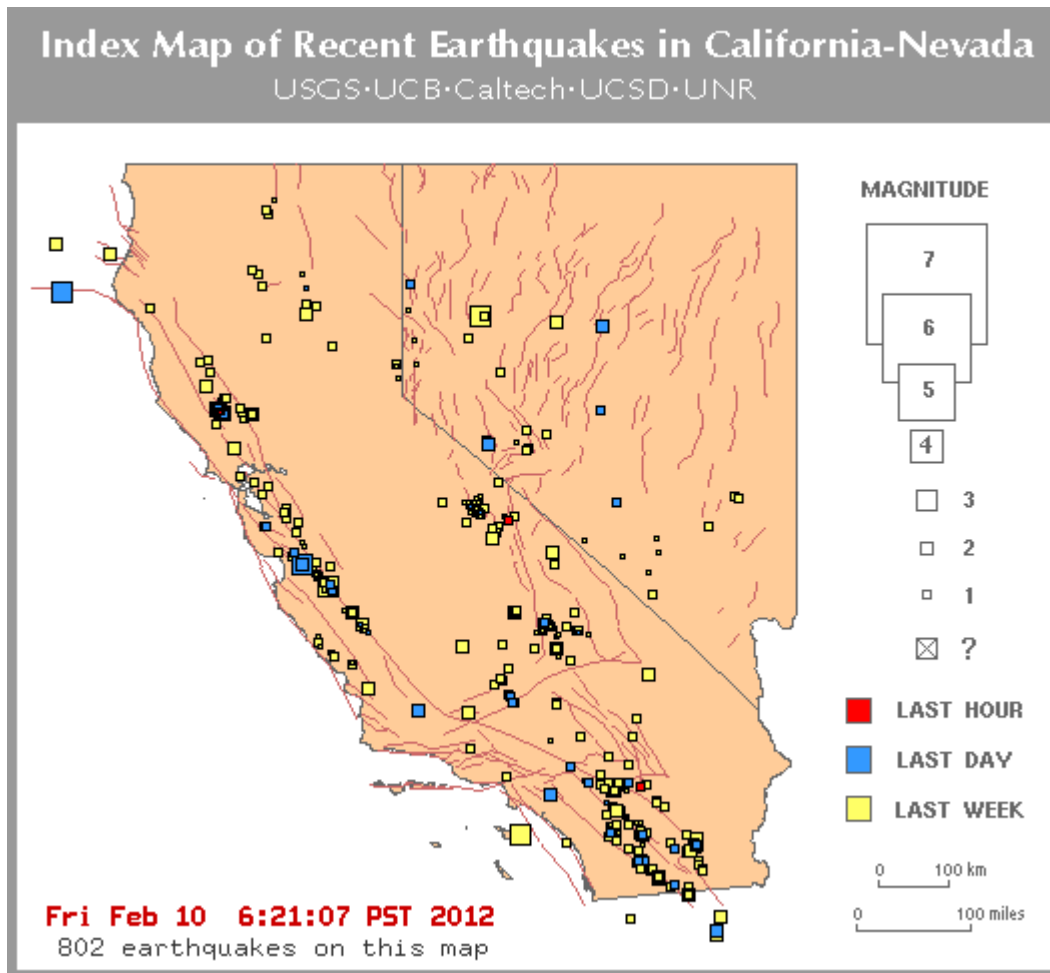 Index Map of Recent Earthquakes in California-Nevada
USGS·UCB·Caltech·UCSD·UNR
MAGNITUDE
7
6
5
4
3
2
1
?
LAST HOUR
LAST DAY
LAST WEEK
0 100 km
0 100 miles
Fri Feb 10 6:21:07 PST 2012
802 earthquakes on this map